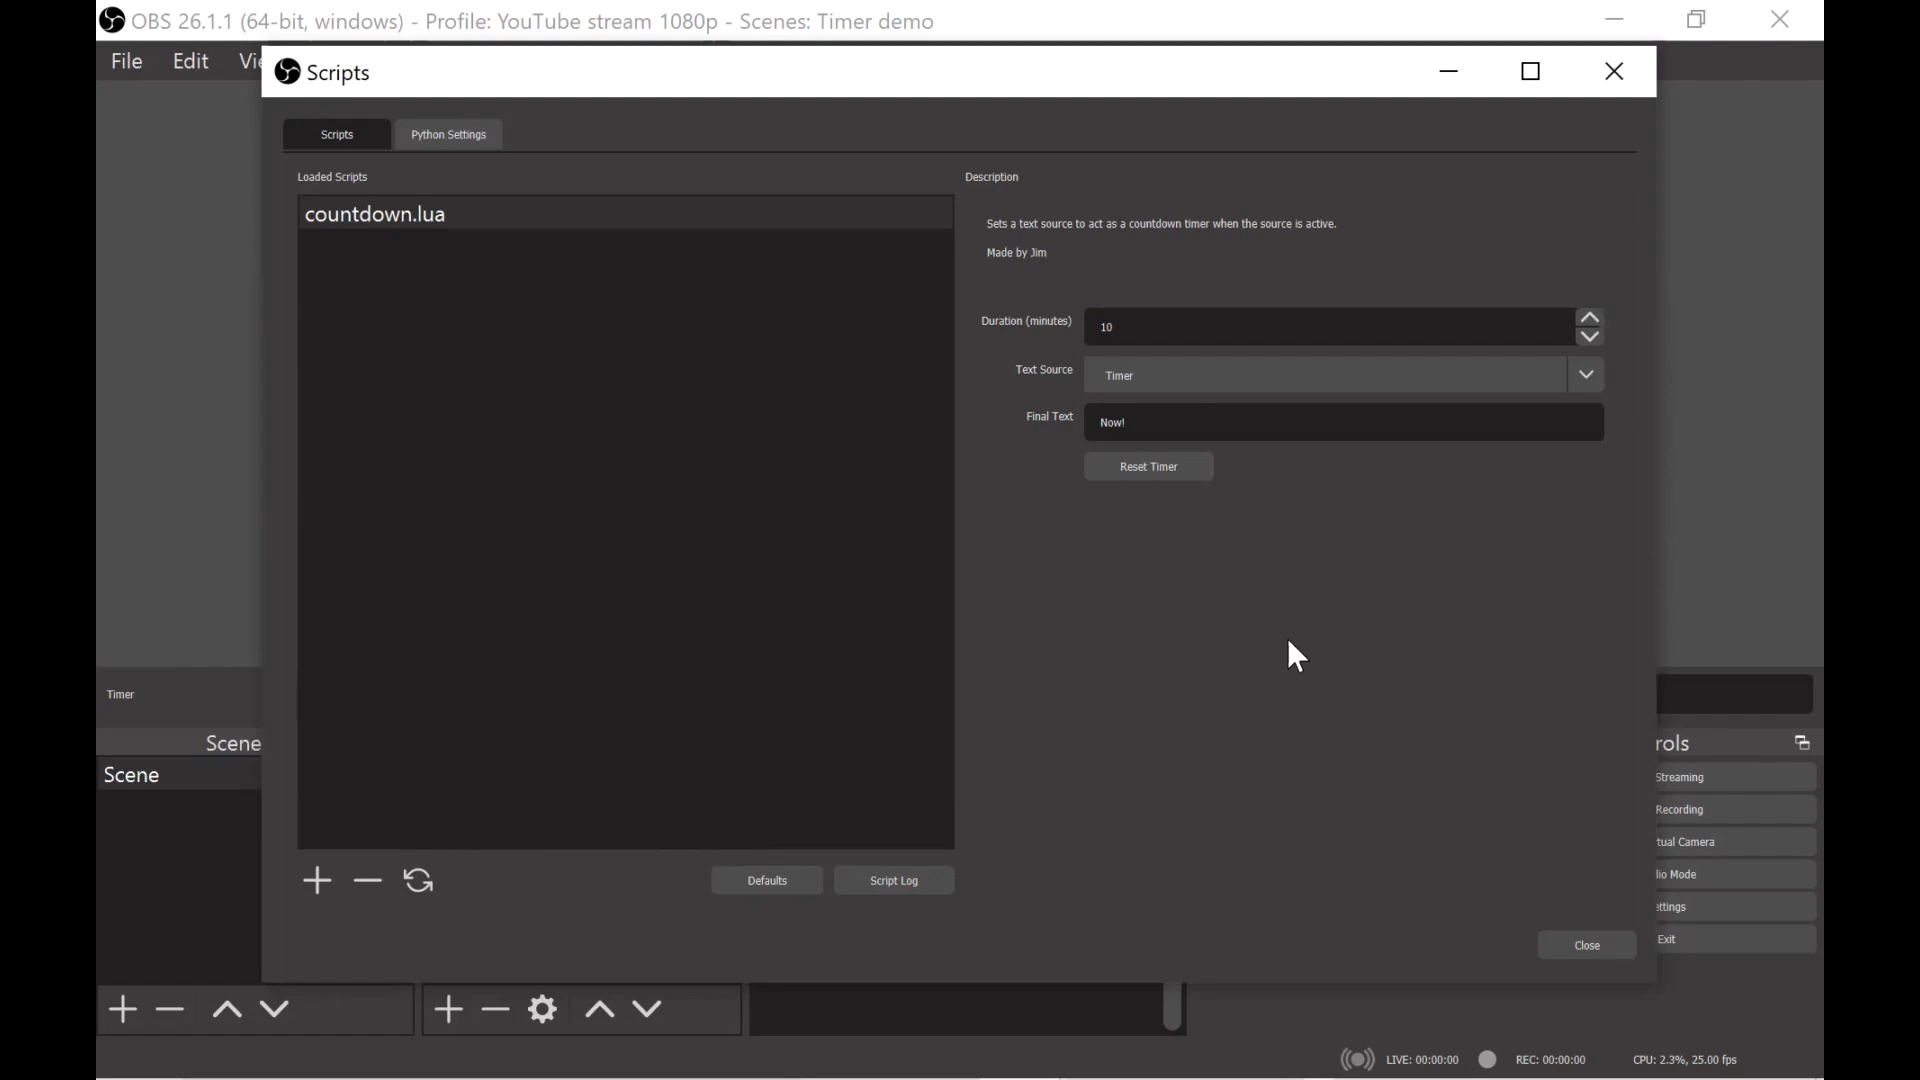 OBS 26.1.1 (64-bit, windows) - Profile: YouTube stream 1080p - Scenes: Timer demo
File Edit Vie
Scripts
Scripts Python Settings
Loaded Scripts
countdown.lua
Description
Sets a text source to act as a countdown timer when the source is active.
Made by Jim
Duration (minutes) 10
Text Source Timer
Final Text Now!
Reset Timer
Defaults Script Log
Close
Timer
Scene
Scene
rols
Streaming
Recording
tual Camera
lio Mode
ettings
Exit
LIVE: 00:00:00 REC: 00:00:00 CPU: 2.3%, 25.00 fps